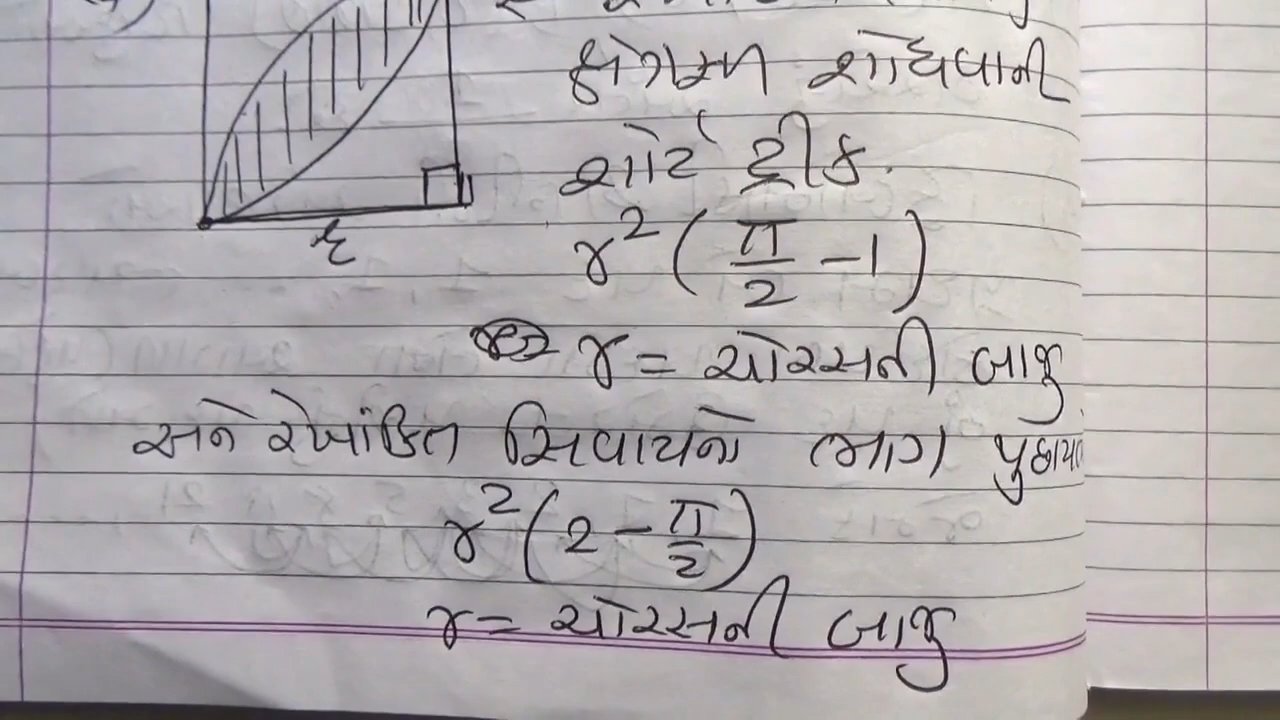 ક્ષેત્રફળ શોધવાની
શોર્ટ ટ્રીક.
r² ( π/2 - 1 )
r = ચોરસની બાજુ
અને રેખાંકિત સિવાયનો ભાગ પુછાય
r² ( 2 - π/2 )
r = ચોરસની બાજુ